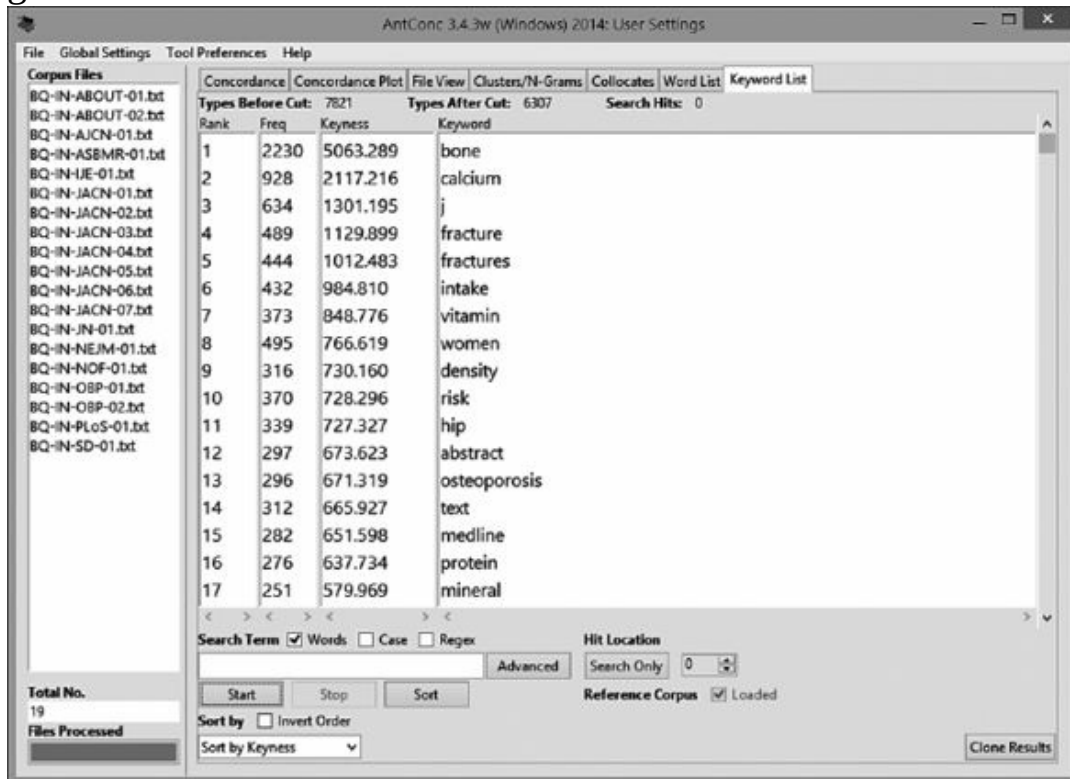 AntConc 3.4.3w (Windows) 2014: User Settings
File Global Settings Tool Preferences Help
Corpus Files
BQ-IN-ABOUT-01.txt
BQ-IN-ABOUT-02.txt
BQ-IN-AJCN-01.txt
BQ-IN-ASBMR-01.txt
BQ-IN-IJE-01.txt
BQ-IN-JACN-01.txt
BQ-IN-JACN-02.txt
BQ-IN-JACN-03.txt
BQ-IN-JACN-04.txt
BQ-IN-JACN-05.txt
BQ-IN-JACN-06.txt
BQ-IN-JACN-07.txt
BQ-IN-JN-01.txt
BQ-IN-NEJM-01.txt
BQ-IN-NOF-01.txt
BQ-IN-OBP-01.txt
BQ-IN-OBP-02.txt
BQ-IN-PLoS-01.txt
BQ-IN-SD-01.txt
Total No.
19
Files Processed
Concordance Concordance Plot File View Clusters/N-Grams Collocates Word List Keyword List
Types Before Cut: 7821 Types After Cut: 6307 Search Hits: 0
Rank Freq Keyness Keyword
1 2230 5063.289 bone
2 928 2117.216 calcium
3 634 1301.195 j
4 489 1129.899 fracture
5 444 1012.483 fractures
6 432 984.810 intake
7 373 848.776 vitamin
8 495 766.619 women
9 316 730.160 density
10 370 728.296 risk
11 339 727.327 hip
12 297 673.623 abstract
13 296 671.319 osteoporosis
14 312 665.927 text
15 282 651.598 medline
16 276 637.734 protein
17 251 579.969 mineral
Search Term Words Case Regex Hit Location
Advanced Search Only 0
Start Stop Sort Reference Corpus Loaded
Sort by Invert Order
Sort by Keyness Clone Results